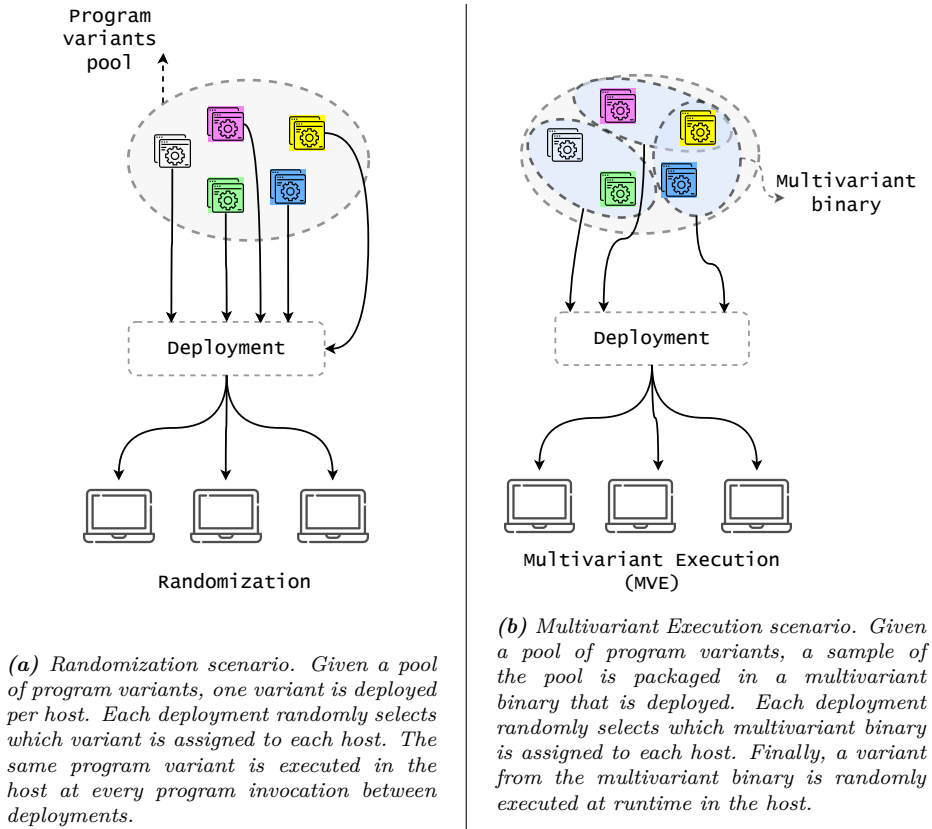 Program
variants
pool
Deployment
Randomization
(a) Randomization scenario. Given a pool
of program variants, one variant is deployed
per host. Each deployment randomly selects
which variant is assigned to each host. The
same program variant is executed in the
host at every program invocation between
deployments.
Multivariant
binary
Deployment
Multivariant Execution
(MVE)
(b) Multivariant Execution scenario. Given
a pool of program variants, a sample of
the pool is packaged in a multivariant
binary that is deployed. Each deployment
randomly selects which multivariant binary
is assigned to each host. Finally, a variant
from the multivariant binary is randomly
executed at runtime in the host.